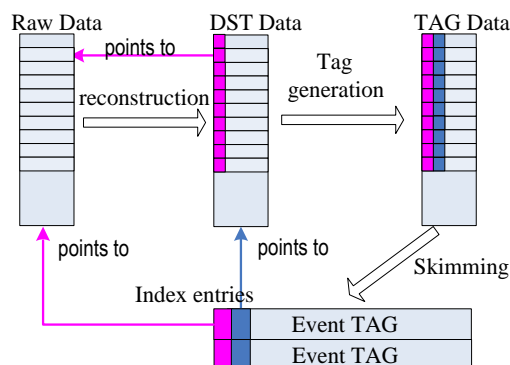 Raw Data
DST Data
TAG Data
points to
reconstruction
Tag
generation
points to
points to
Skimming
Index entries
Event TAG
Event TAG